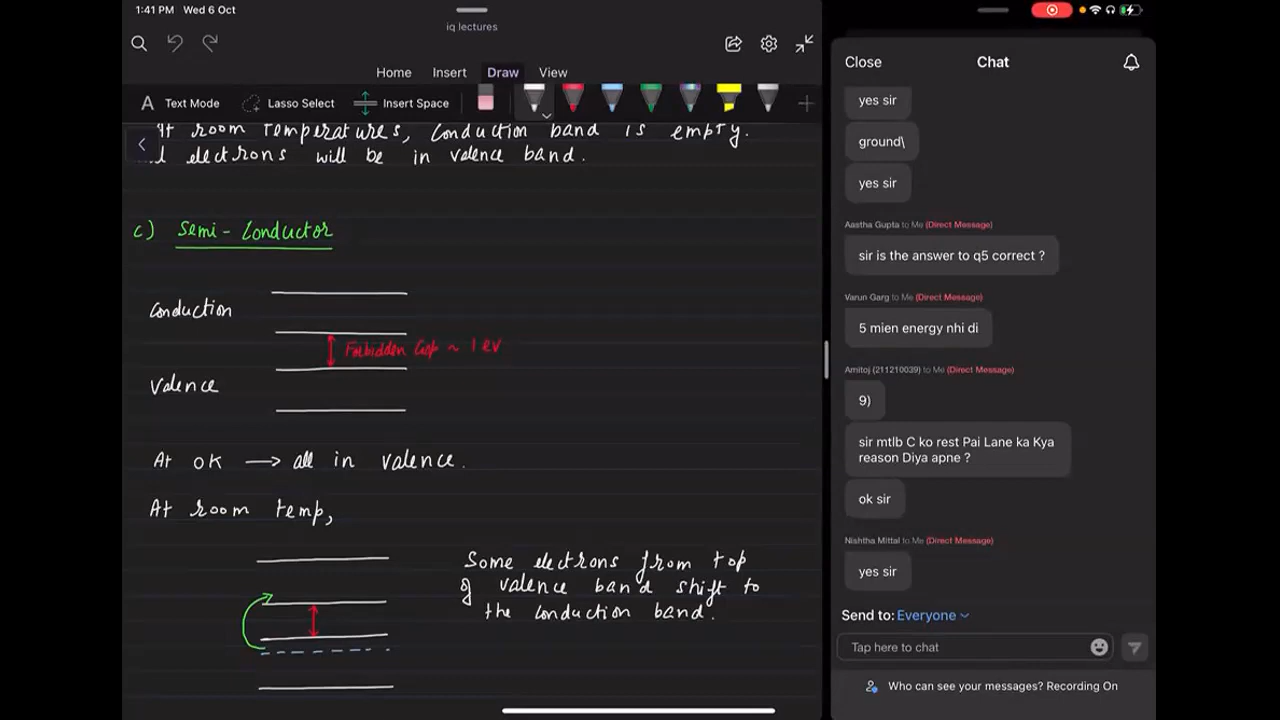 1:41 PM Wed 6 Oct
iq lectures
Home Insert Draw View
Text Mode Lasso Select Insert Space
room Temperatures, Conduction band is empty.
electrons will be in valence band.
c) Semi-Conductor
Conduction
Forbidden Gap ~ 1 eV
Valence
At 0K → all in valence.
At room temp,
Some electrons from top
of valence band shift to
the conduction band.
Close Chat
yes sir
ground\
yes sir
Aastha Gupta to Me (Direct Message)
sir is the answer to q5 correct ?
Varun Garg to Me (Direct Message)
5 mien energy nhi di
Amitoj (211210039) to Me (Direct Message)
9)
sir mtlb C ko rest Pai Lane ka Kya
reason Diya apne ?
ok sir
Nishtha Mittal to Me (Direct Message)
yes sir
Send to: Everyone
Tap here to chat
Who can see your messages? Recording On